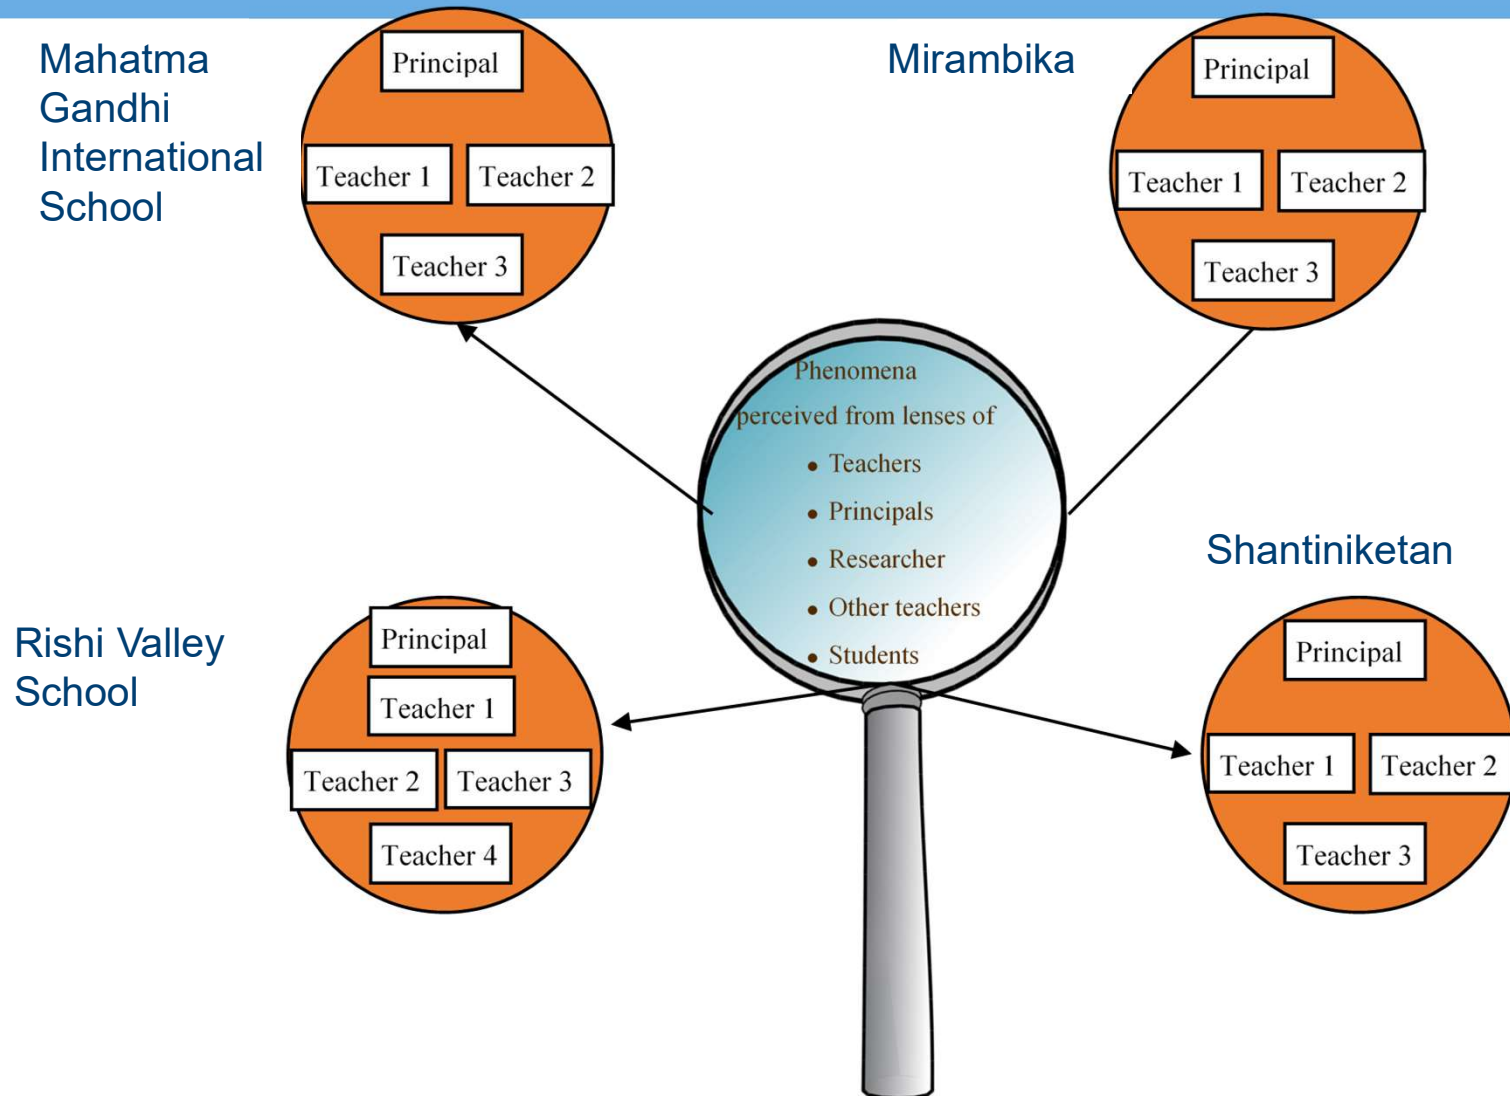 Mahatma
Gandhi
International
School
Principal
Teacher 1
Teacher 2
Teacher 3
Mirambika
Principal
Teacher 1
Teacher 2
Teacher 3
Phenomena
perceived from lenses of
• Teachers
• Principals
• Researcher
• Other teachers
• Students
Rishi Valley
School
Principal
Teacher 1
Teacher 2
Teacher 3
Teacher 4
Shantiniketan
Principal
Teacher 1
Teacher 2
Teacher 3